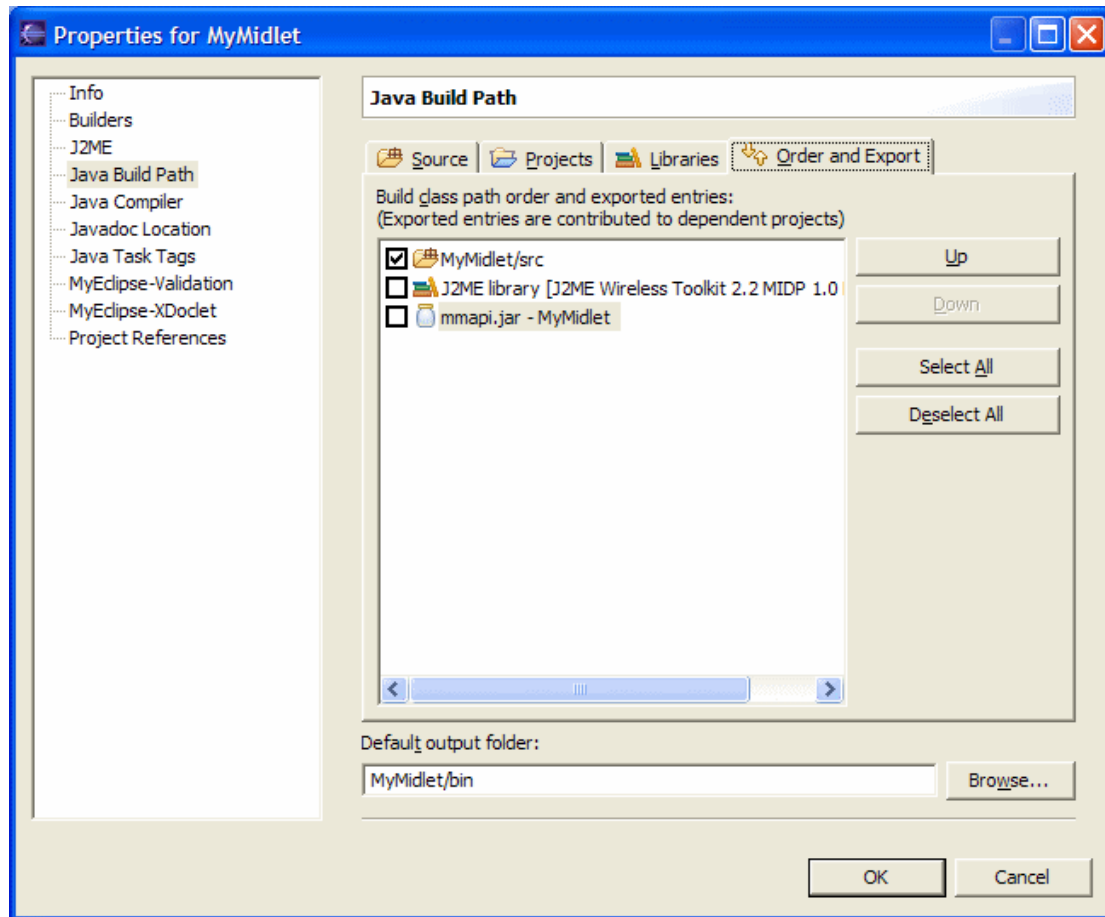 Properties for MyMidlet
Info
Builders
J2ME
Java Build Path
Java Compiler
Javadoc Location
Java Task Tags
MyEclipse-Validation
MyEclipse-XDoclet
Project References
Java Build Path
Source
Projects
Libraries
Order and Export
Build class path order and exported entries:
(Exported entries are contributed to dependent projects)
MyMidlet/src
J2ME library [J2ME Wireless Toolkit 2.2 MIDP 1.0
mmapi.jar - MyMidlet
Up
Down
Select All
Deselect All
Default output folder:
MyMidlet/bin
Browse...
OK
Cancel